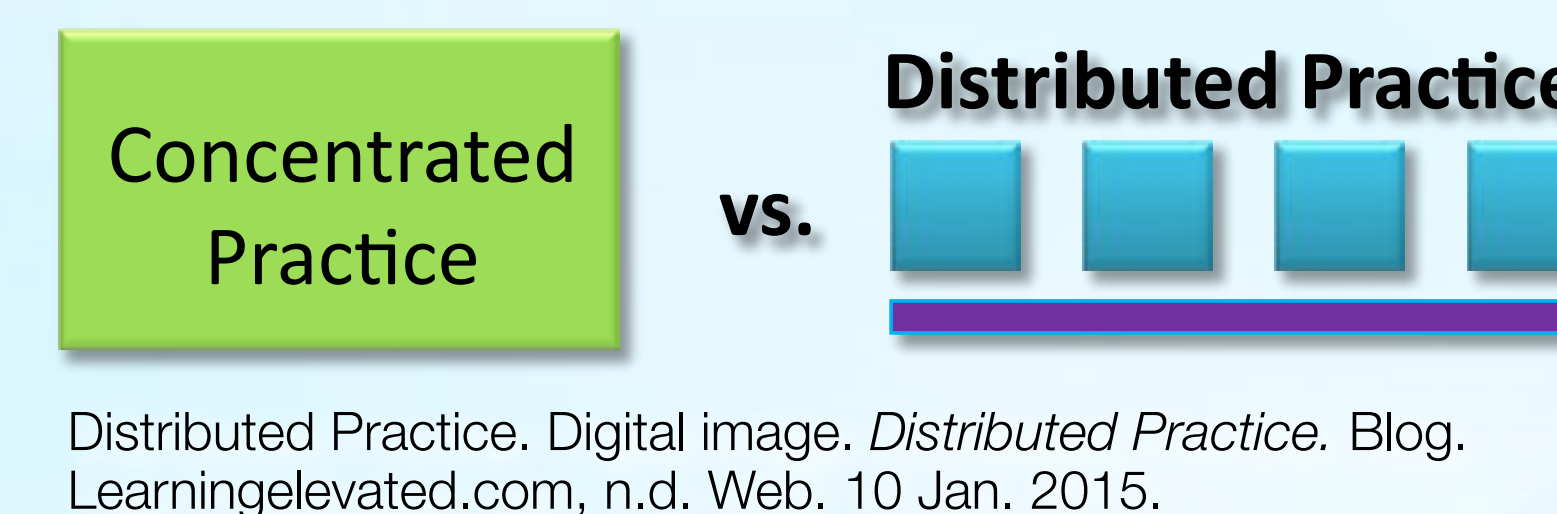 Concentrated
Practice
vs.
Distributed Practice
Distributed Practice. Digital image. Distributed Practice. Blog.
Learningelevated.com, n.d. Web. 10 Jan. 2015.